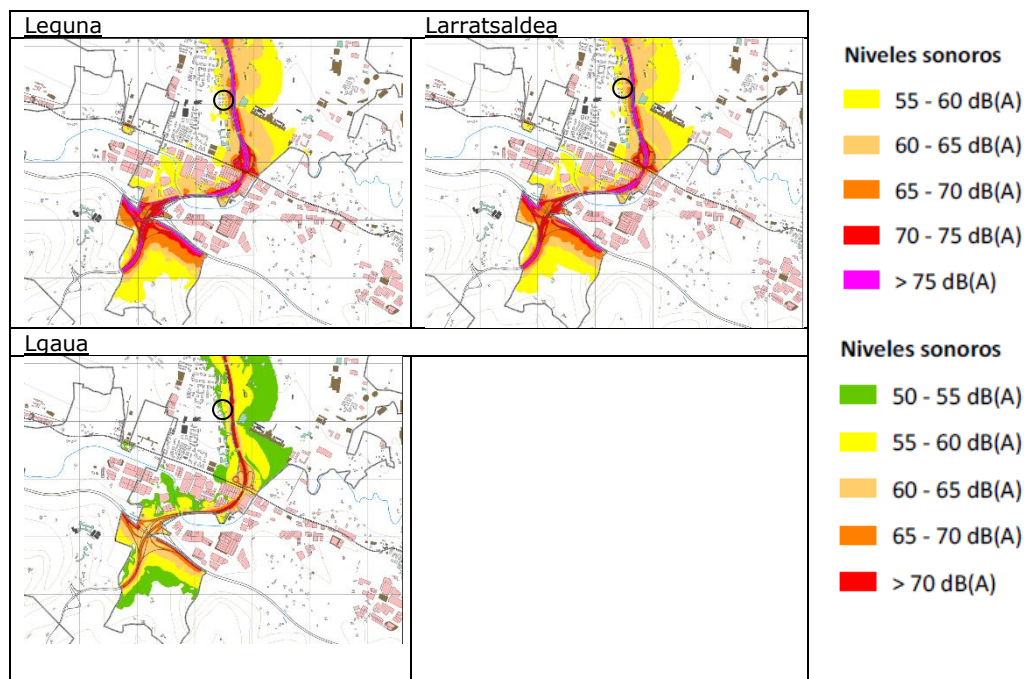 Leguna
Larratsaldea
Lgaua
Niveles sonoros
55 - 60 dB(A)
60 - 65 dB(A)
65 - 70 dB(A)
70 - 75 dB(A)
> 75 dB(A)
Niveles sonoros
50 - 55 dB(A)
55 - 60 dB(A)
60 - 65 dB(A)
65 - 70 dB(A)
> 70 dB(A)